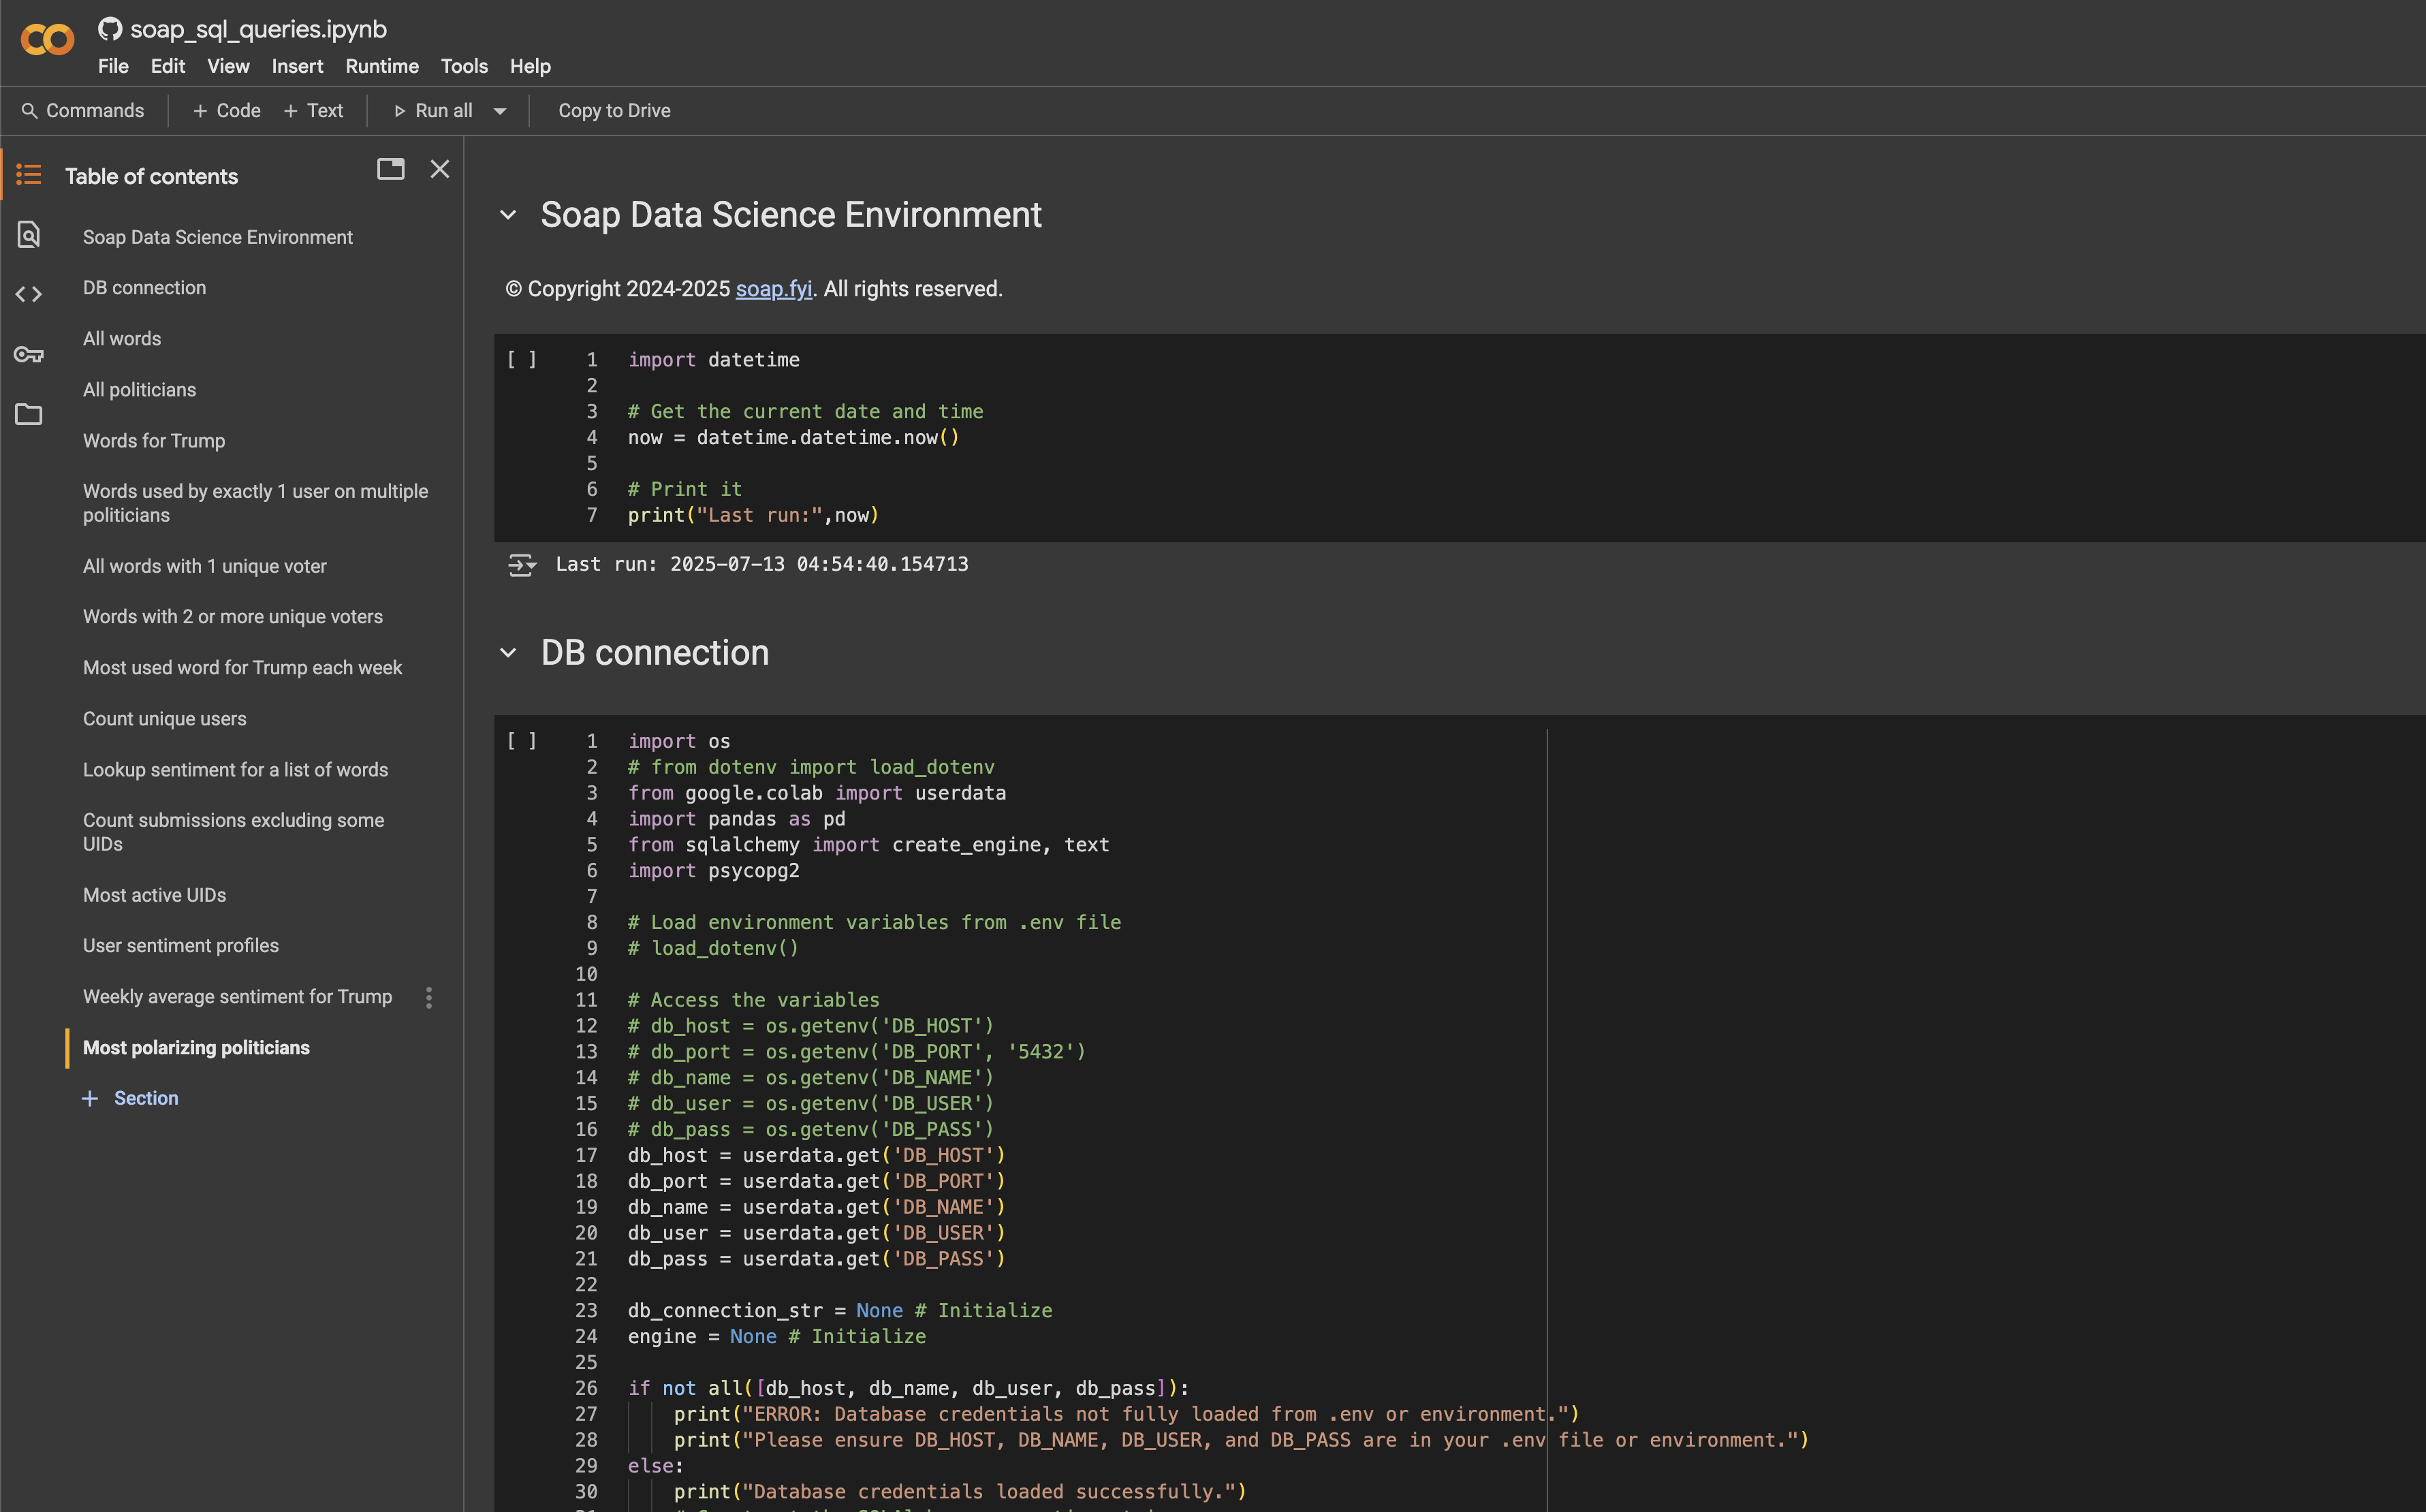 soap_sql_queries.ipynb
File Edit View Insert Runtime Tools Help
Commands + Code + Text Run all Copy to Drive
Table of contents
Soap Data Science Environment
DB connection
All words
All politicians
Words for Trump
Words used by exactly 1 user on multiple
politicians
All words with 1 unique voter
Words with 2 or more unique voters
Most used word for Trump each week
Count unique users
Lookup sentiment for a list of words
Count submissions excluding some
UIDs
Most active UIDs
User sentiment profiles
Weekly average sentiment for Trump
Most polarizing politicians
+ Section
Soap Data Science Environment
© Copyright 2024-2025 soap.fyi. All rights reserved.
[ ] 1 import datetime
2
3 # Get the current date and time
4 now = datetime.datetime.now()
5
6 # Print it
7 print("Last run:",now)
Last run: 2025-07-13 04:54:40.154713
DB connection
[ ] 1 import os
2 # from dotenv import load_dotenv
3 from google.colab import userdata
4 import pandas as pd
5 from sqlalchemy import create_engine, text
6 import psycopg2
7
8 # Load environment variables from .env file
9 # load_dotenv()
10
11 # Access the variables
12 # db_host = os.getenv('DB_HOST')
13 # db_port = os.getenv('DB_PORT', '5432')
14 # db_name = os.getenv('DB_NAME')
15 # db_user = os.getenv('DB_USER')
16 # db_pass = os.getenv('DB_PASS')
17 db_host = userdata.get('DB_HOST')
18 db_port = userdata.get('DB_PORT')
19 db_name = userdata.get('DB_NAME')
20 db_user = userdata.get('DB_USER')
21 db_pass = userdata.get('DB_PASS')
22
23 db_connection_str = None # Initialize
24 engine = None # Initialize
25
26 if not all([db_host, db_name, db_user, db_pass]):
27 print("ERROR: Database credentials not fully loaded from .env or environment.")
28 print("Please ensure DB_HOST, DB_NAME, DB_USER, and DB_PASS are in your .env file or environment.")
29 else:
30 print("Database credentials loaded successfully.")